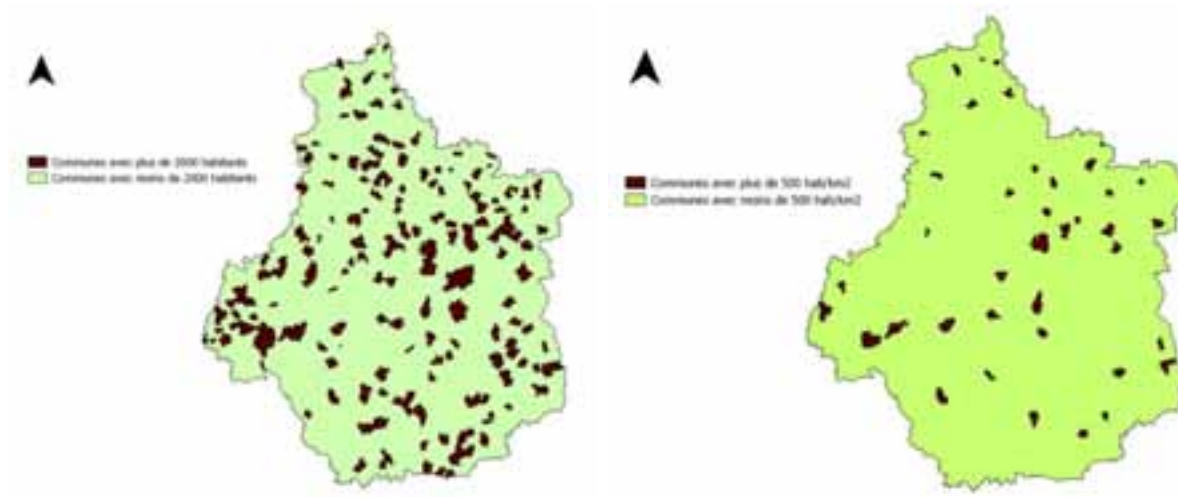 Communes avec plus de 2000 habitants
Communes avec moins de 2000 habitants
Communes avec plus de 500 hab/km2
Communes avec moins de 500 hab/km2